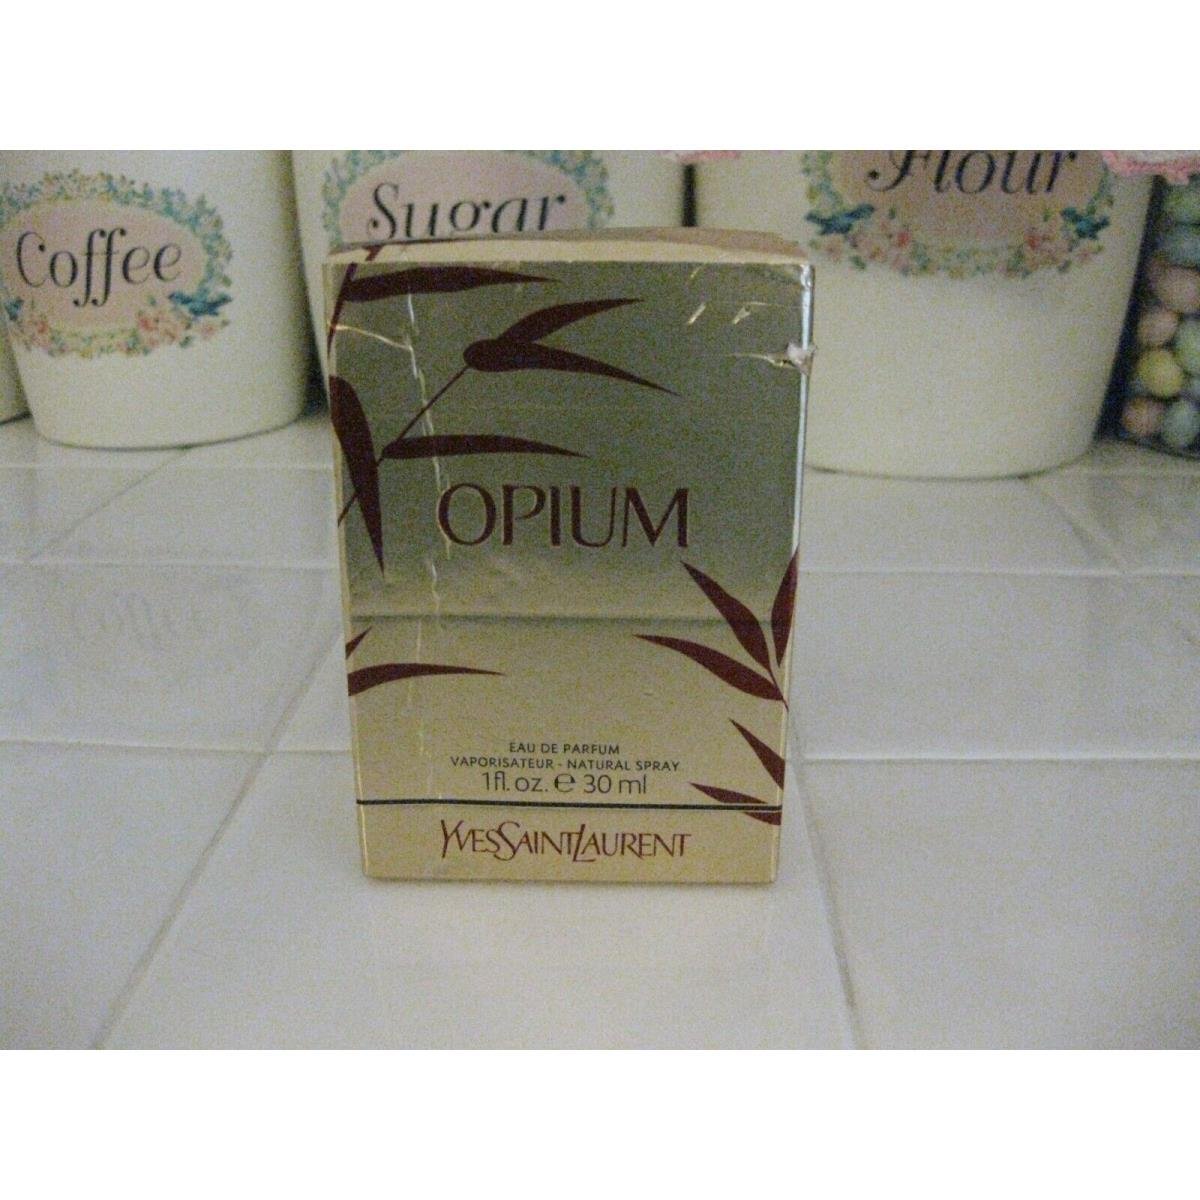 Coffee
Sugar
Flour
OPIUM
EAU DE PARFUM
VAPORISATEUR - NATURAL SPRAY
1fl. oz. ℮ 30 ml
YVESSAINTLAURENT